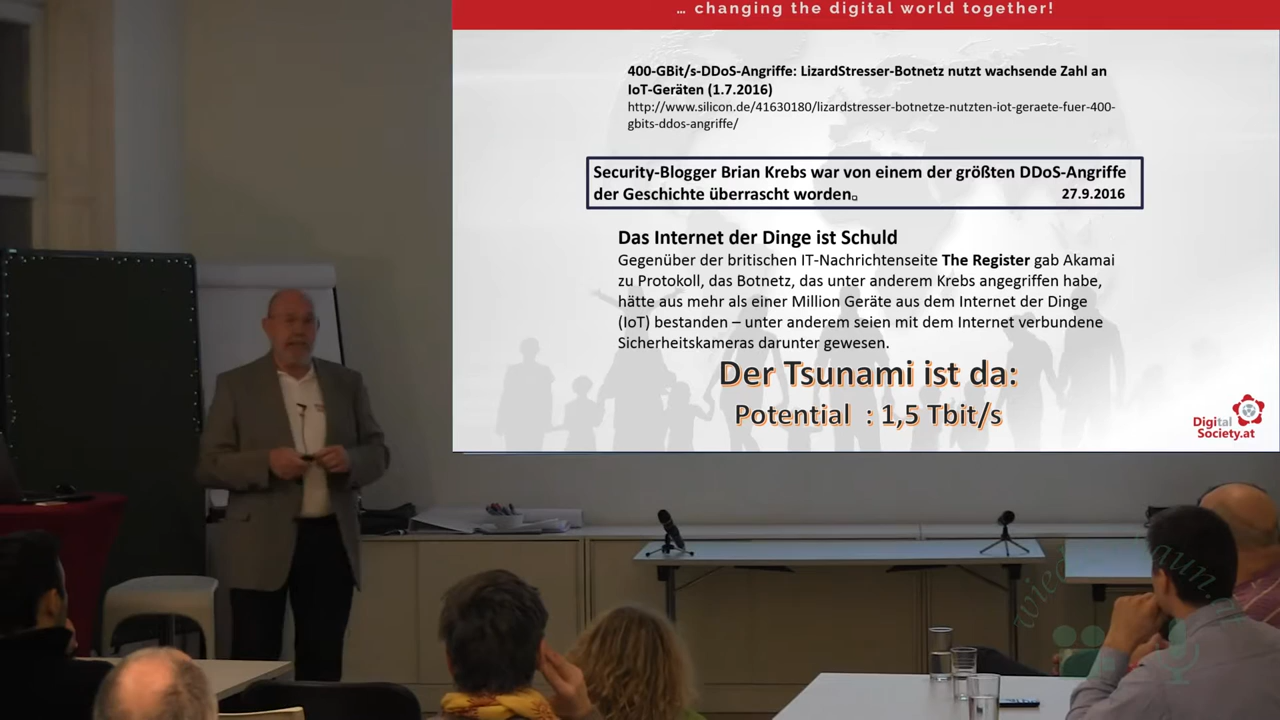 … changing the digital world together!
400-GBit/s-DDoS-Angriffe: LizardStresser-Botnetz nutzt wachsende Zahl an
IoT-Geräten (1.7.2016)
http://www.silicon.de/41630180/lizardstresser-botnetze-nutzten-iot-geraete-fuer-400-
gbits-ddos-angriffe/
Security-Blogger Brian Krebs war von einem der größten DDoS-Angriffe
der Geschichte überrascht worden.
27.9.2016
Das Internet der Dinge ist Schuld
Gegenüber der britischen IT-Nachrichtenseite The Register gab Akamai
zu Protokoll, das Botnetz, das unter anderem Krebs angegriffen habe,
hätte aus mehr als einer Million Geräte aus dem Internet der Dinge
(IoT) bestanden – unter anderem seien mit dem Internet verbundene
Sicherheitskameras darunter gewesen.
Der Tsunami ist da:
Potential : 1,5 Tbit/s
Digital
Society.at